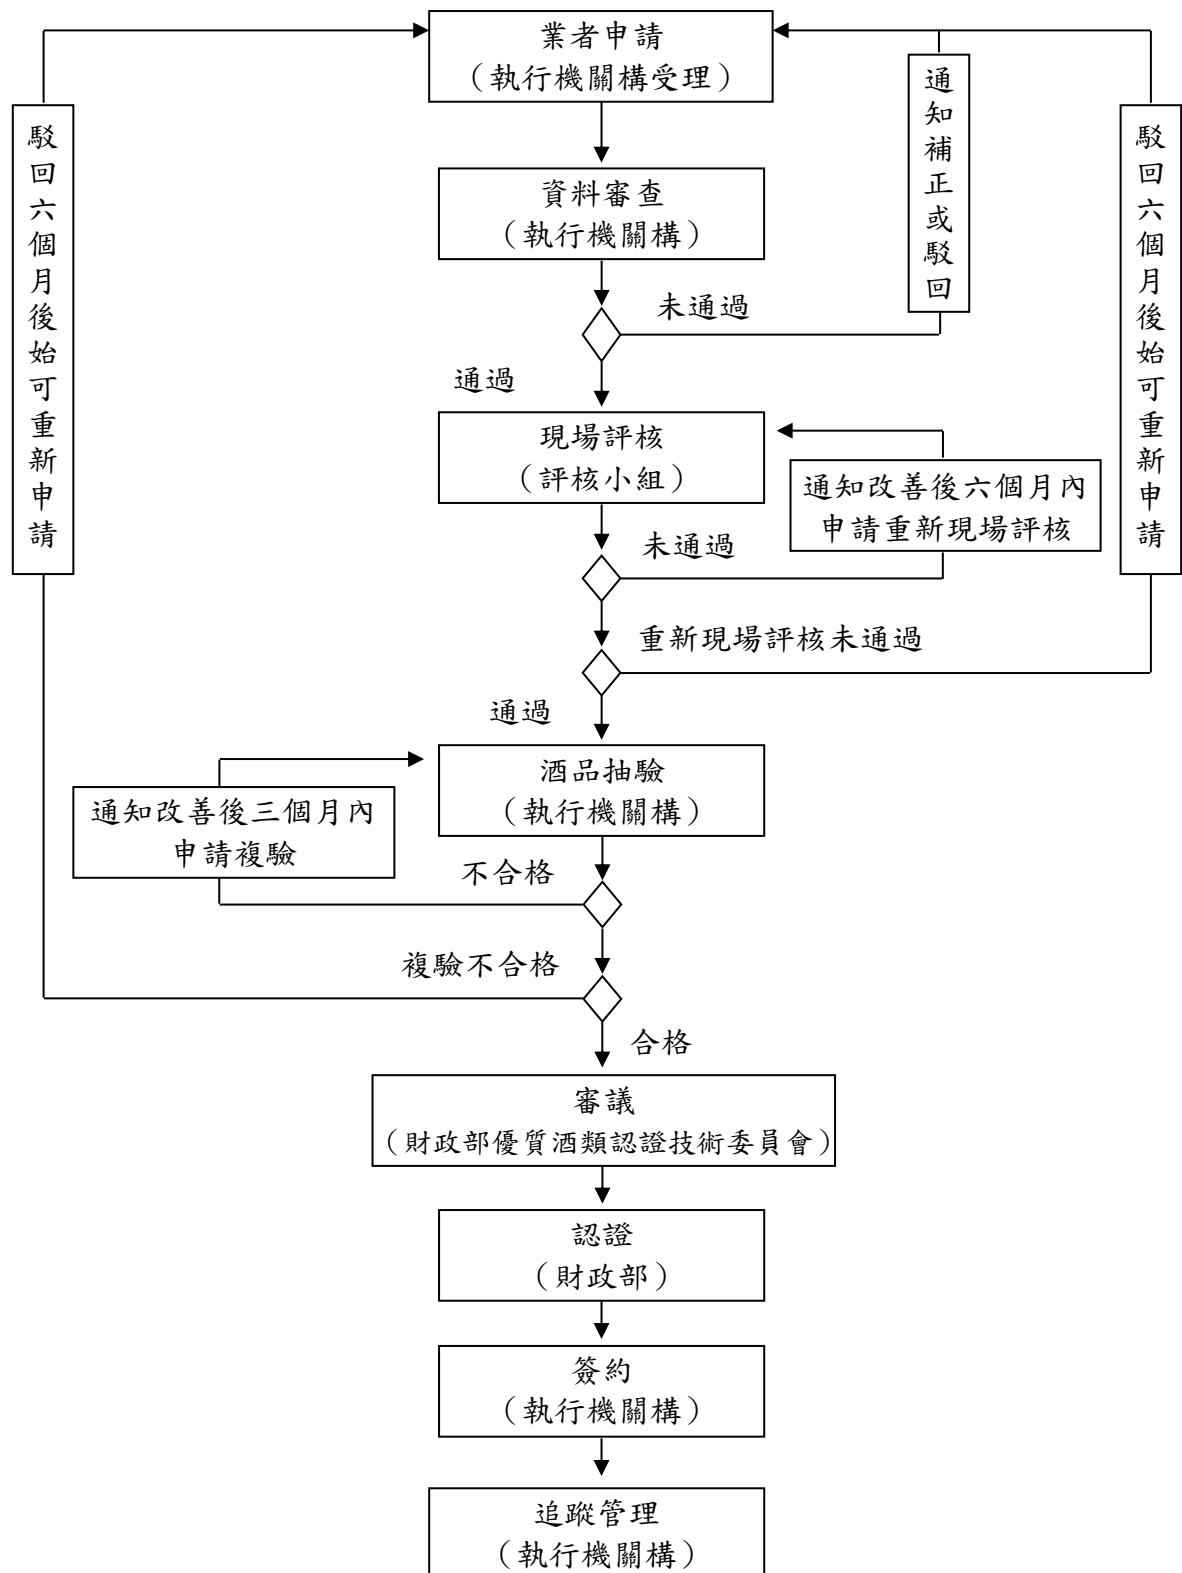 業者申請
（執行機關構受理）
通知補正或駁回
駁回六個月後始可重新申請
駁回六個月後始可重新申請
資料審查
（執行機關構）
未通過
通過
現場評核
（評核小組）
通知改善後六個月內
申請重新現場評核
未通過
重新現場評核未通過
通過
酒品抽驗
（執行機關構）
通知改善後三個月內
申請複驗
不合格
複驗不合格
合格
審議
（財政部優質酒類認證技術委員會）
認證
（財政部）
簽約
（執行機關構）
追蹤管理
（執行機關構）